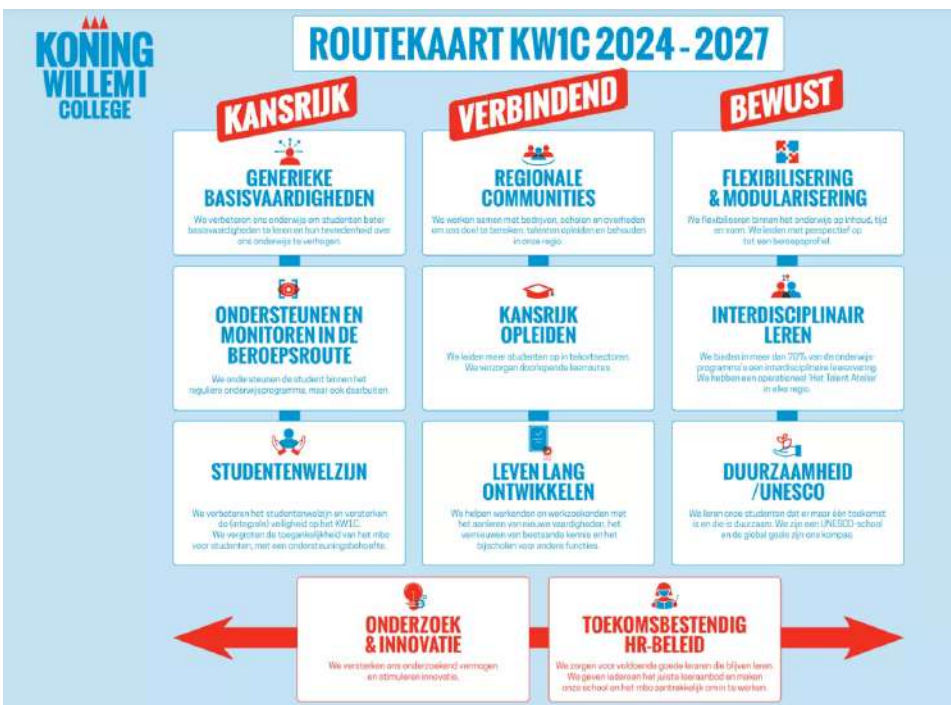 KONING
WILLEM I
COLLEGE
ROUTEKAART KW1C 2024 - 2027
KANSRIJK
GENERIEKE
BASISVAARDIGHEDEN
We verbeteren ons onderwijs om studenten beter
basisvaardigheden te leren en hun tevredenheid over
ons onderwijs te verhogen.
ONDERSTEUNEN EN
MONITOREN IN DE
BEROEPSROUTE
We ondersteunen de student binnen het
reguliere onderwijsprogramma, maar ook daarbuiten.
STUDENTENWELZIJN
We verbeteren het studentenwelzijn en versterken
de (integrale) veiligheid op het KW1C.
We vergroten de toegankelijkheid van het mbo
voor studenten, met een ondersteuningsbehoefte.
VERBINDEND
REGIONALE
COMMUNITIES
We werken samen met bedrijven, scholen en overheden
om ons doel te bereiken, talenten opleiden en behouden
in onze regio.
KANSRIJK
OPLEIDEN
We leiden meer studenten op in tekortsectoren.
We verzorgen doorlopende leerroutes.
LEVEN LANG
ONTWIKKELEN
We helpen werkenden en werkzoekenden met
het aanleren van nieuwe vaardigheden, het
vernieuwen van bestaande kennis en het
bijscholen voor andere functies.
BEWUST
FLEXIBILISERING
& MODULARISERING
We flexibiliseren binnen het onderwijs op inhoud, tijd
en vorm. We leiden met perspectief op
tot een beroepsprofiel.
INTERDISCIPLINAIR
LEREN
We bieden in meer dan 70% van de onderwijs-
programma's een interdisciplinaire leerervaring.
We hebben een operationeel 'Het Talent Atelier'
in elke regio.
DUURZAAMHEID
/UNESCO
We leren onze studenten dat er maar één toekomst
is en die is duurzaam. We zijn een UNESCO-school
en de global goals zijn ons kompas.
ONDERZOEK
& INNOVATIE
We versterken ons onderzoekend vermogen
en stimuleren innovatie.
TOEKOMSBESTENDIG
HR-BELEID
We zorgen voor voldoende goede leraren die blijven leren.
We geven iedereen het juiste leeraanbod en maken
onze school en het mbo aantrekkelijk om in te werken.